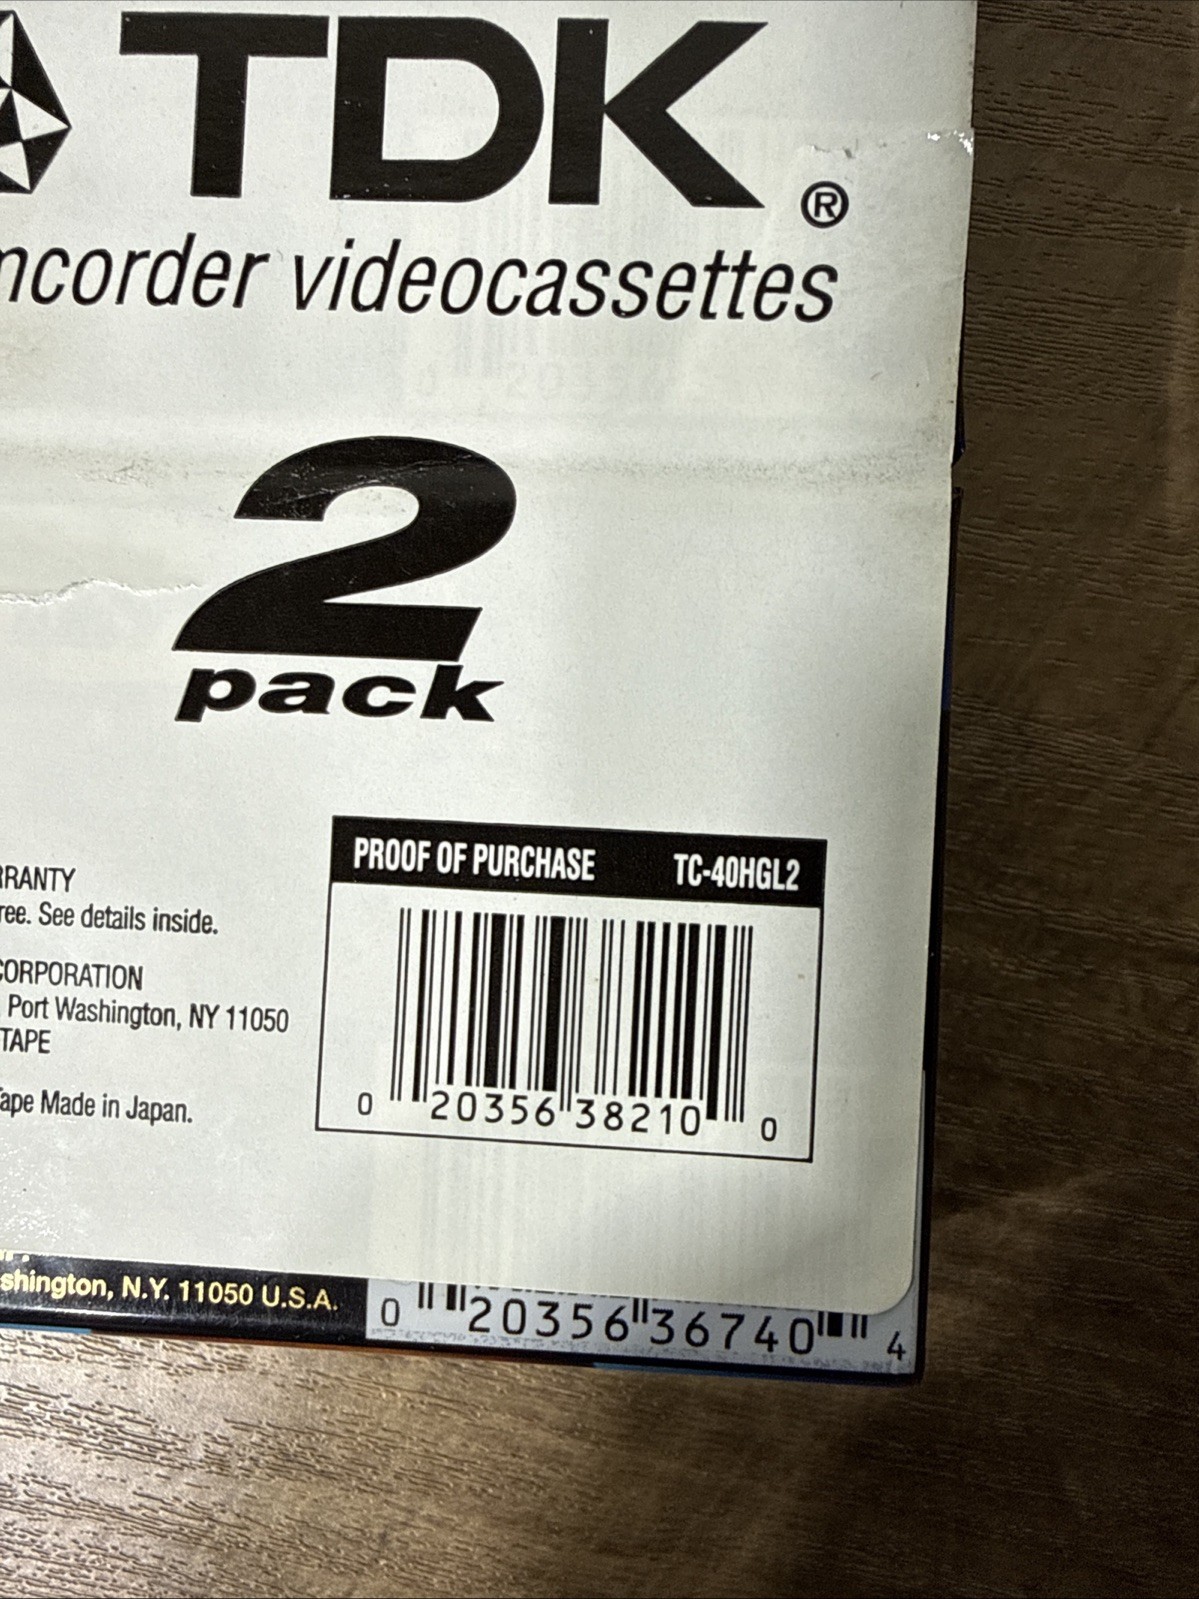 TDK®
mcorder videocassettes
2
pack
PROOF OF PURCHASE TC-40HGL2
RRANTY
ree. See details inside.
CORPORATION
Port Washington, NY 11050
TAPE
Tape Made in Japan.
0 20356 38210 0
shington, N.Y. 11050 U.S.A.
0 20356 36740 4